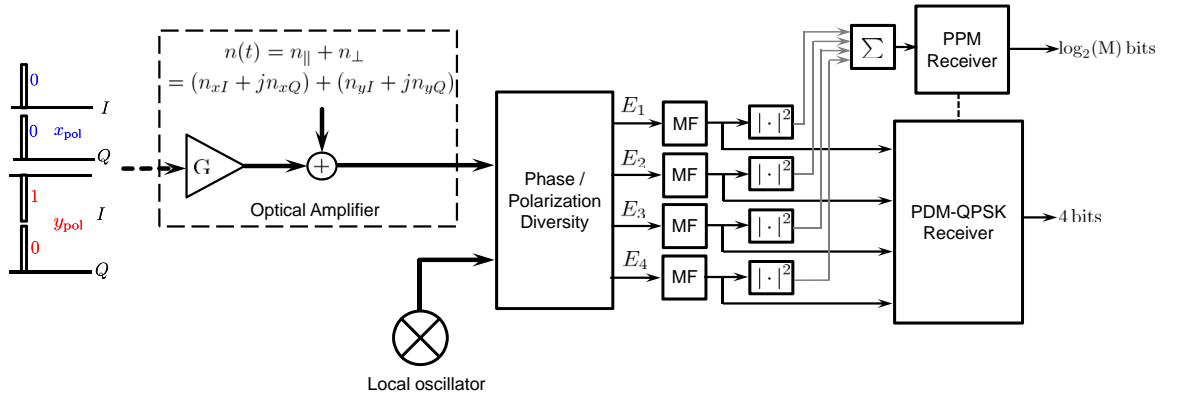 0
I
0 x_pol
Q
1
I
y_pol
0
Q
n(t) = n_∥ + n_⊥
= (n_xI + jn_xQ) + (n_yI + jn_yQ)
G
+
Optical Amplifier
Local oscillator
Phase /
Polarization
Diversity
E_1
MF
|·|^2
E_2
MF
|·|^2
E_3
MF
|·|^2
E_4
MF
|·|^2
∑
PPM
Receiver
log_2(M) bits
PDM-QPSK
Receiver
4 bits